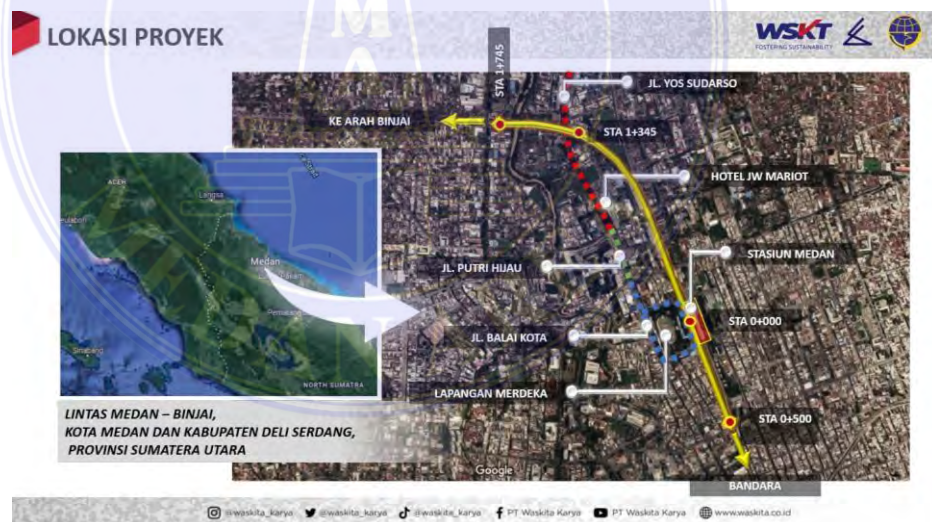 LOKASI PROYEK
WSKT
FOSTERING SUSTAINABILITY
STA 1+745
JL. YOS SUDARSO
KE ARAH BINJAI
STA 1+345
HOTEL JW MARIOT
ACEH
Langsa
Medan
STASIUN MEDAN
JL. PUTRI HIJAU
STA 0+000
JL. BALAI KOTA
LAPANGAN MERDEKA
NORTH SUMATRA
STA 0+500
LINTAS MEDAN – BINJAI,
KOTA MEDAN DAN KABUPATEN DELI SERDANG,
PROVINSI SUMATERA UTARA
Google
BANDARA
@waskita_karya @waskita_karya @waskita_karya PT Waskita Karya PT Waskita Karya www.waskita.co.id